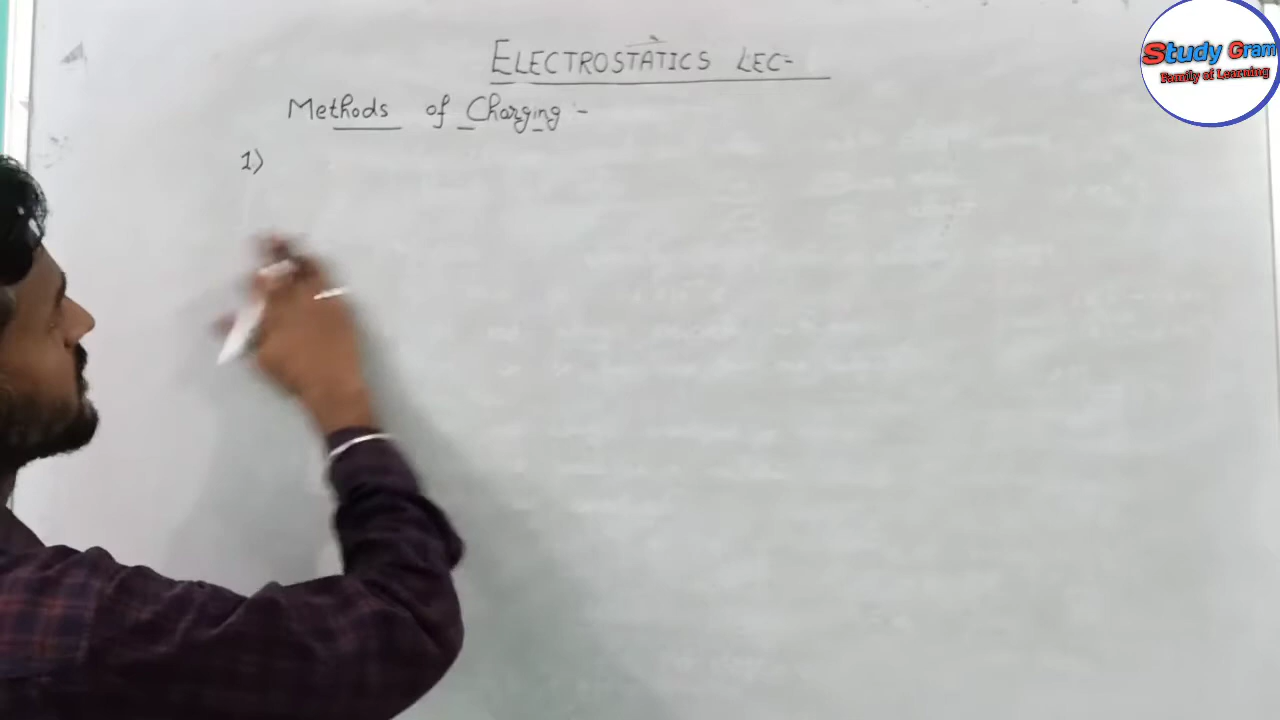 ELECTROSTATICS LEC-
Study Gram
Family of Learning
Methods of Charging :-
1)